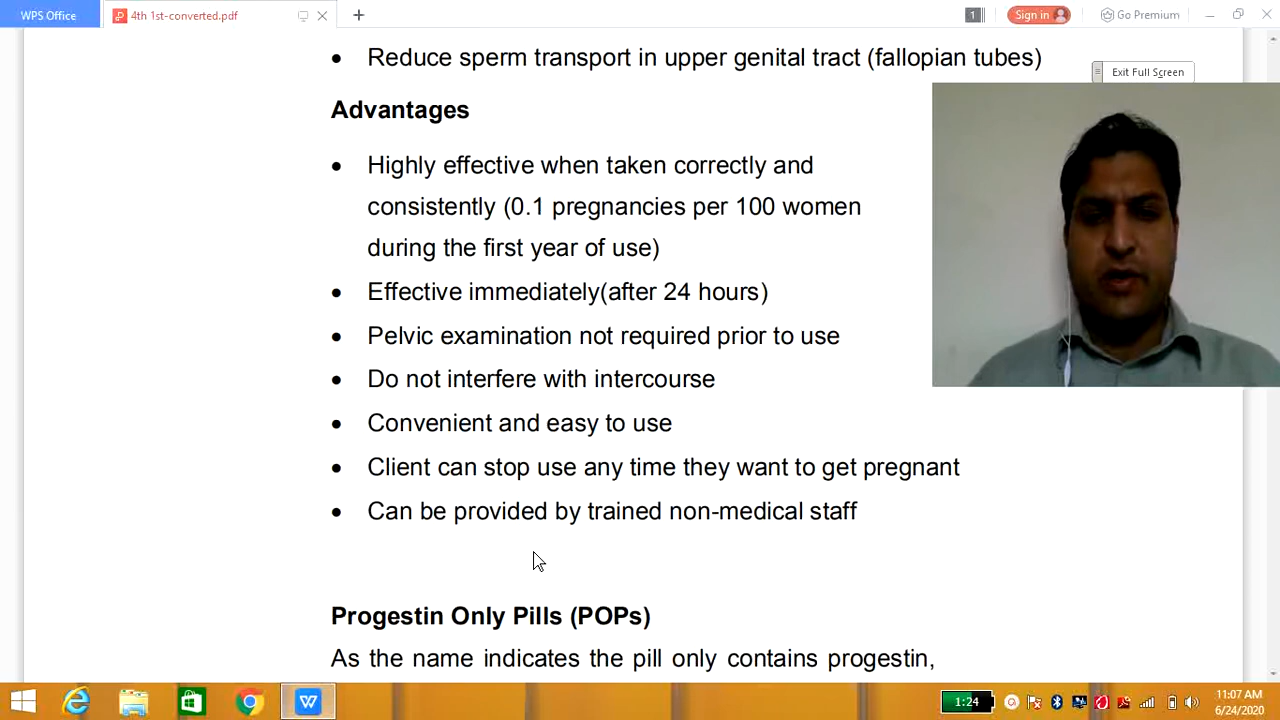 WPS Office
4th 1st-converted.pdf
1
Sign in
Go Premium
• Reduce sperm transport in upper genital tract (fallopian tubes)
Exit Full Screen
Advantages
• Highly effective when taken correctly and
consistently (0.1 pregnancies per 100 women
during the first year of use)
• Effective immediately(after 24 hours)
• Pelvic examination not required prior to use
• Do not interfere with intercourse
• Convenient and easy to use
• Client can stop use any time they want to get pregnant
• Can be provided by trained non-medical staff
Progestin Only Pills (POPs)
As the name indicates the pill only contains progestin,
1:24
11:07 AM
6/24/2020